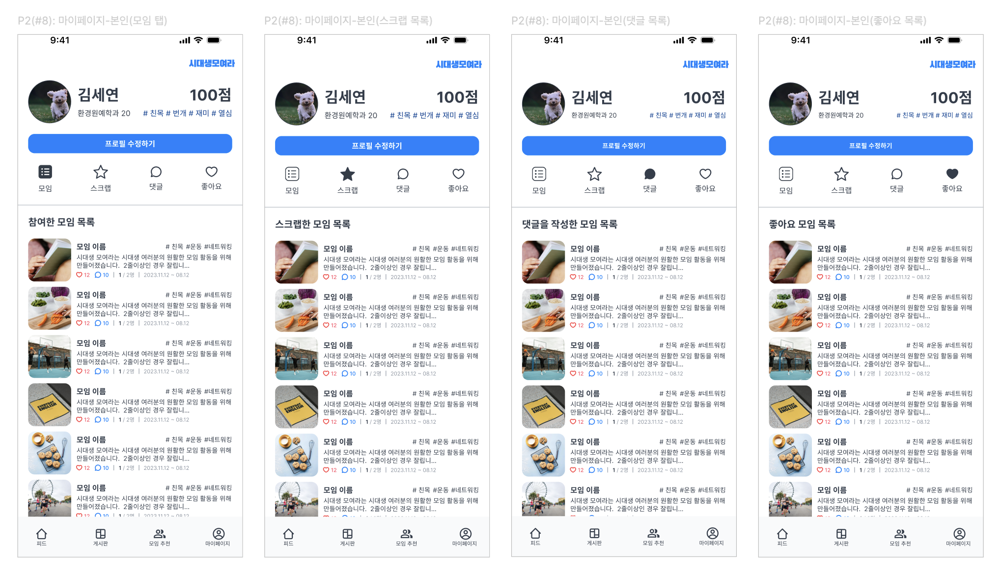 P2(#8): 마이페이지-본인(모임 탭)
9:41
시대생모여라
김세연
100점
환경원예학과 20
# 친목 # 번개 # 재미 # 열심
프로필 수정하기
모임
스크랩
댓글
좋아요
참여한 모임 목록
모임 이름
# 친목 #운동 #네트워킹
시대생 모여라는 시대생 여러분의 원활한 모임 활동을 위해
만들어졌습니다. 2줄이상인 경우 잘립니...
12 10 | 1 / 2명 | 2023.11.12 ~ 08.12
모임 이름
# 친목 #운동 #네트워킹
시대생 모여라는 시대생 여러분의 원활한 모임 활동을 위해
만들어졌습니다. 2줄이상인 경우 잘립니...
12 10 | 1 / 2명 | 2023.11.12 ~ 08.12
모임 이름
# 친목 #운동 #네트워킹
시대생 모여라는 시대생 여러분의 원활한 모임 활동을 위해
만들어졌습니다. 2줄이상인 경우 잘립니...
12 10 | 1 / 2명 | 2023.11.12 ~ 08.12
EVERYDAY
ENGLISH
모임 이름
# 친목 #운동 #네트워킹
시대생 모여라는 시대생 여러분의 원활한 모임 활동을 위해
만들어졌습니다. 2줄이상인 경우 잘립니...
12 10 | 1 / 2명 | 2023.11.12 ~ 08.12
모임 이름
# 친목 #운동 #네트워킹
시대생 모여라는 시대생 여러분의 원활한 모임 활동을 위해
만들어졌습니다. 2줄이상인 경우 잘립니...
12 10 | 1 / 2명 | 2023.11.12 ~ 08.12
모임 이름
# 친목 #운동 #네트워킹
시대생 모여라는 시대생 여러분의 원활한 모임 활동을 위해
만들어졌습니다. 2줄이상인 경우 잘립니...
피드
게시판
모임 추천
마이페이지
P2(#8): 마이페이지-본인(스크랩 목록)
9:41
시대생모여라
김세연
100점
환경원예학과 20
# 친목 # 번개 # 재미 # 열심
프로필 수정하기
모임
스크랩
댓글
좋아요
스크랩한 모임 목록
모임 이름
# 친목 #운동 #네트워킹
시대생 모여라는 시대생 여러분의 원활한 모임 활동을 위해
만들어졌습니다. 2줄이상인 경우 잘립니...
12 10 | 1 / 2명 | 2023.11.12 ~ 08.12
모임 이름
# 친목 #운동 #네트워킹
시대생 모여라는 시대생 여러분의 원활한 모임 활동을 위해
만들어졌습니다. 2줄이상인 경우 잘립니...
12 10 | 1 / 2명 | 2023.11.12 ~ 08.12
모임 이름
# 친목 #운동 #네트워킹
시대생 모여라는 시대생 여러분의 원활한 모임 활동을 위해
만들어졌습니다. 2줄이상인 경우 잘립니...
12 10 | 1 / 2명 | 2023.11.12 ~ 08.12
EVERYDAY
ENGLISH
모임 이름
# 친목 #운동 #네트워킹
시대생 모여라는 시대생 여러분의 원활한 모임 활동을 위해
만들어졌습니다. 2줄이상인 경우 잘립니...
12 10 | 1 / 2명 | 2023.11.12 ~ 08.12
모임 이름
# 친목 #운동 #네트워킹
시대생 모여라는 시대생 여러분의 원활한 모임 활동을 위해
만들어졌습니다. 2줄이상인 경우 잘립니...
12 10 | 1 / 2명 | 2023.11.12 ~ 08.12
모임 이름
# 친목 #운동 #네트워킹
시대생 모여라는 시대생 여러분의 원활한 모임 활동을 위해
만들어졌습니다. 2줄이상인 경우 잘립니...
피드
게시판
모임 추천
마이페이지
P2(#8): 마이페이지-본인(댓글 목록)
9:41
시대생모여라
김세연
100점
환경원예학과 20
# 친목 # 번개 # 재미 # 열심
프로필 수정하기
모임
스크랩
댓글
좋아요
댓글을 작성한 모임 목록
모임 이름
# 친목 #운동 #네트워킹
시대생 모여라는 시대생 여러분의 원활한 모임 활동을 위해
만들어졌습니다. 2줄이상인 경우 잘립니...
12 10 | 1 / 2명 | 2023.11.12 ~ 08.12
모임 이름
# 친목 #운동 #네트워킹
시대생 모여라는 시대생 여러분의 원활한 모임 활동을 위해
만들어졌습니다. 2줄이상인 경우 잘립니...
12 10 | 1 / 2명 | 2023.11.12 ~ 08.12
모임 이름
# 친목 #운동 #네트워킹
시대생 모여라는 시대생 여러분의 원활한 모임 활동을 위해
만들어졌습니다. 2줄이상인 경우 잘립니...
12 10 | 1 / 2명 | 2023.11.12 ~ 08.12
EVERYDAY
ENGLISH
모임 이름
# 친목 #운동 #네트워킹
시대생 모여라는 시대생 여러분의 원활한 모임 활동을 위해
만들어졌습니다. 2줄이상인 경우 잘립니...
12 10 | 1 / 2명 | 2023.11.12 ~ 08.12
모임 이름
# 친목 #운동 #네트워킹
시대생 모여라는 시대생 여러분의 원활한 모임 활동을 위해
만들어졌습니다. 2줄이상인 경우 잘립니...
12 10 | 1 / 2명 | 2023.11.12 ~ 08.12
모임 이름
# 친목 #운동 #네트워킹
시대생 모여라는 시대생 여러분의 원활한 모임 활동을 위해
만들어졌습니다. 2줄이상인 경우 잘립니...
피드
게시판
모임 추천
마이페이지
P2(#8): 마이페이지-본인(좋아요 목록)
9:41
시대생모여라
김세연
100점
환경원예학과 20
# 친목 # 번개 # 재미 # 열심
프로필 수정하기
모임
스크랩
댓글
좋아요
좋아요 모임 목록
모임 이름
# 친목 #운동 #네트워킹
시대생 모여라는 시대생 여러분의 원활한 모임 활동을 위해
만들어졌습니다. 2줄이상인 경우 잘립니...
12 10 | 1 / 2명 | 2023.11.12 ~ 08.12
모임 이름
# 친목 #운동 #네트워킹
시대생 모여라는 시대생 여러분의 원활한 모임 활동을 위해
만들어졌습니다. 2줄이상인 경우 잘립니...
12 10 | 1 / 2명 | 2023.11.12 ~ 08.12
모임 이름
# 친목 #운동 #네트워킹
시대생 모여라는 시대생 여러분의 원활한 모임 활동을 위해
만들어졌습니다. 2줄이상인 경우 잘립니...
12 10 | 1 / 2명 | 2023.11.12 ~ 08.12
EVERYDAY
ENGLISH
모임 이름
# 친목 #운동 #네트워킹
시대생 모여라는 시대생 여러분의 원활한 모임 활동을 위해
만들어졌습니다. 2줄이상인 경우 잘립니...
12 10 | 1 / 2명 | 2023.11.12 ~ 08.12
모임 이름
# 친목 #운동 #네트워킹
시대생 모여라는 시대생 여러분의 원활한 모임 활동을 위해
만들어졌습니다. 2줄이상인 경우 잘립니...
12 10 | 1 / 2명 | 2023.11.12 ~ 08.12
모임 이름
# 친목 #운동 #네트워킹
시대생 모여라는 시대생 여러분의 원활한 모임 활동을 위해
만들어졌습니다. 2줄이상인 경우 잘립니...
피드
게시판
모임 추천
마이페이지